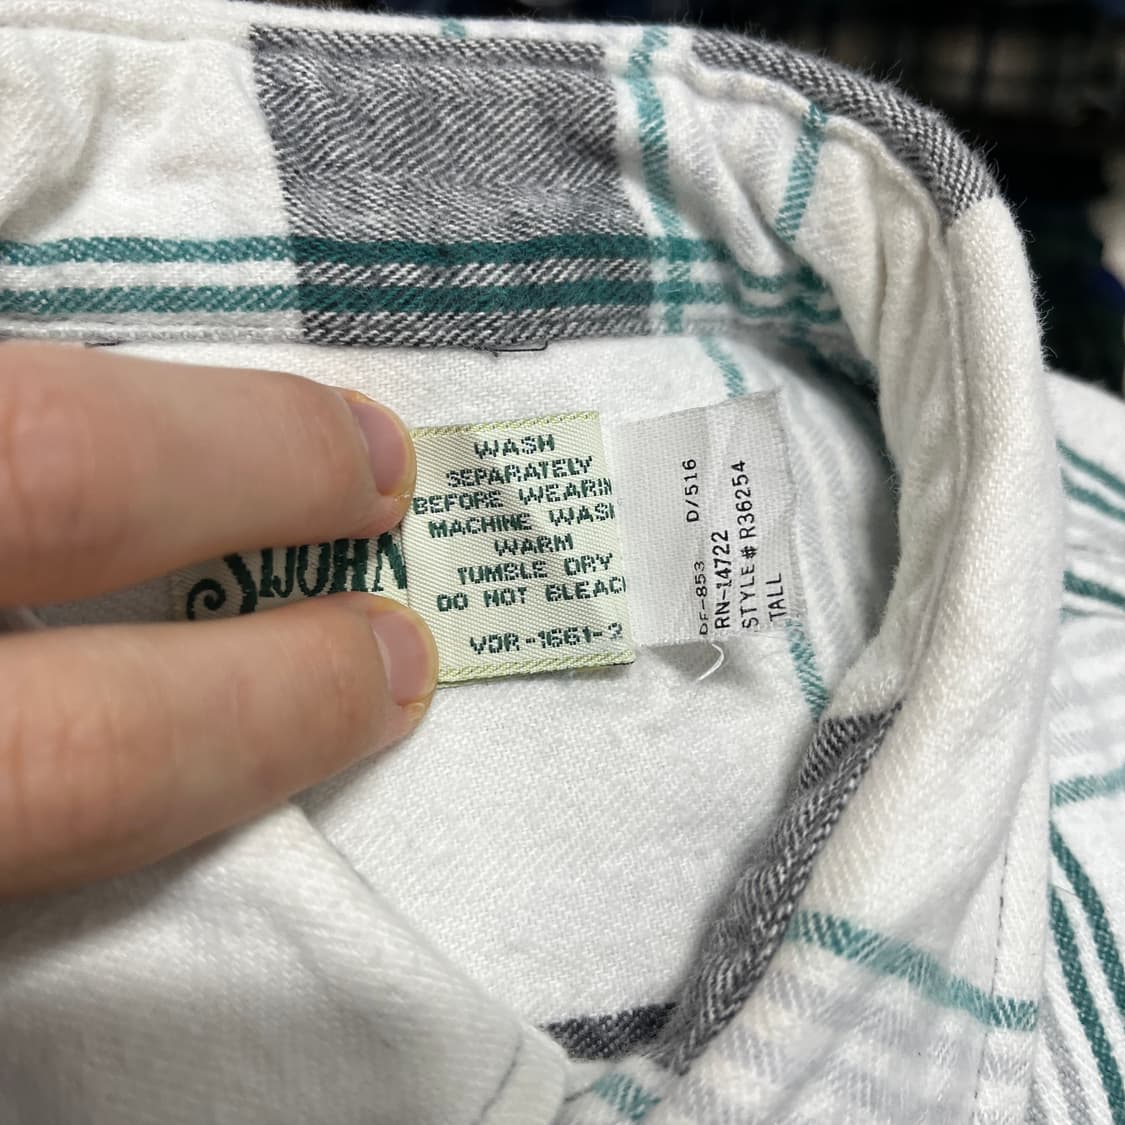 WASH
SEPARATELY
BEFORE WEARIN
MACHINE WASH
WARM
TUMBLE DRY
DO NOT BLEAC
VDR-1661-2
D/516
DF-853
RN-14722
STYLE# R36254
TALL